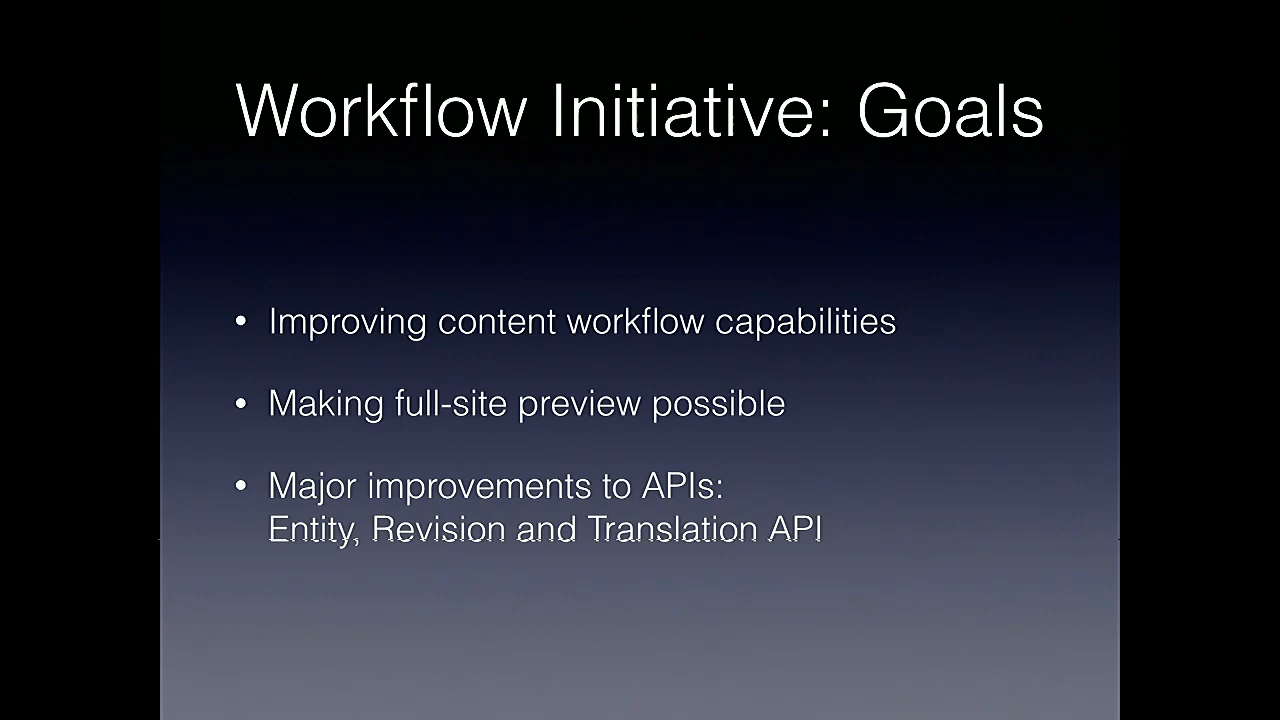 Workflow Initiative: Goals
• Improving content workflow capabilities
• Making full-site preview possible
• Major improvements to APIs:
Entity, Revision and Translation API